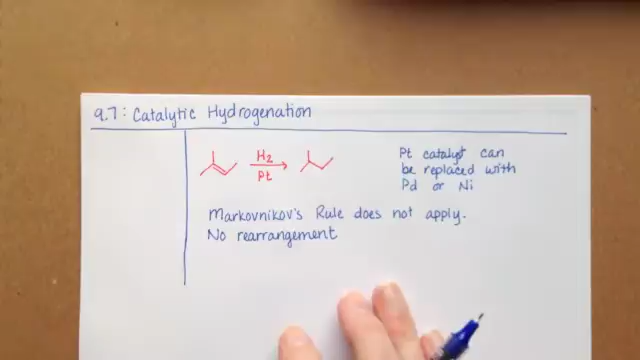 9.7: Catalytic Hydrogenation
H2
Pt
Pt catalyst can
be replaced with
Pd or Ni
Markovnikov's Rule does not apply.
No rearrangement